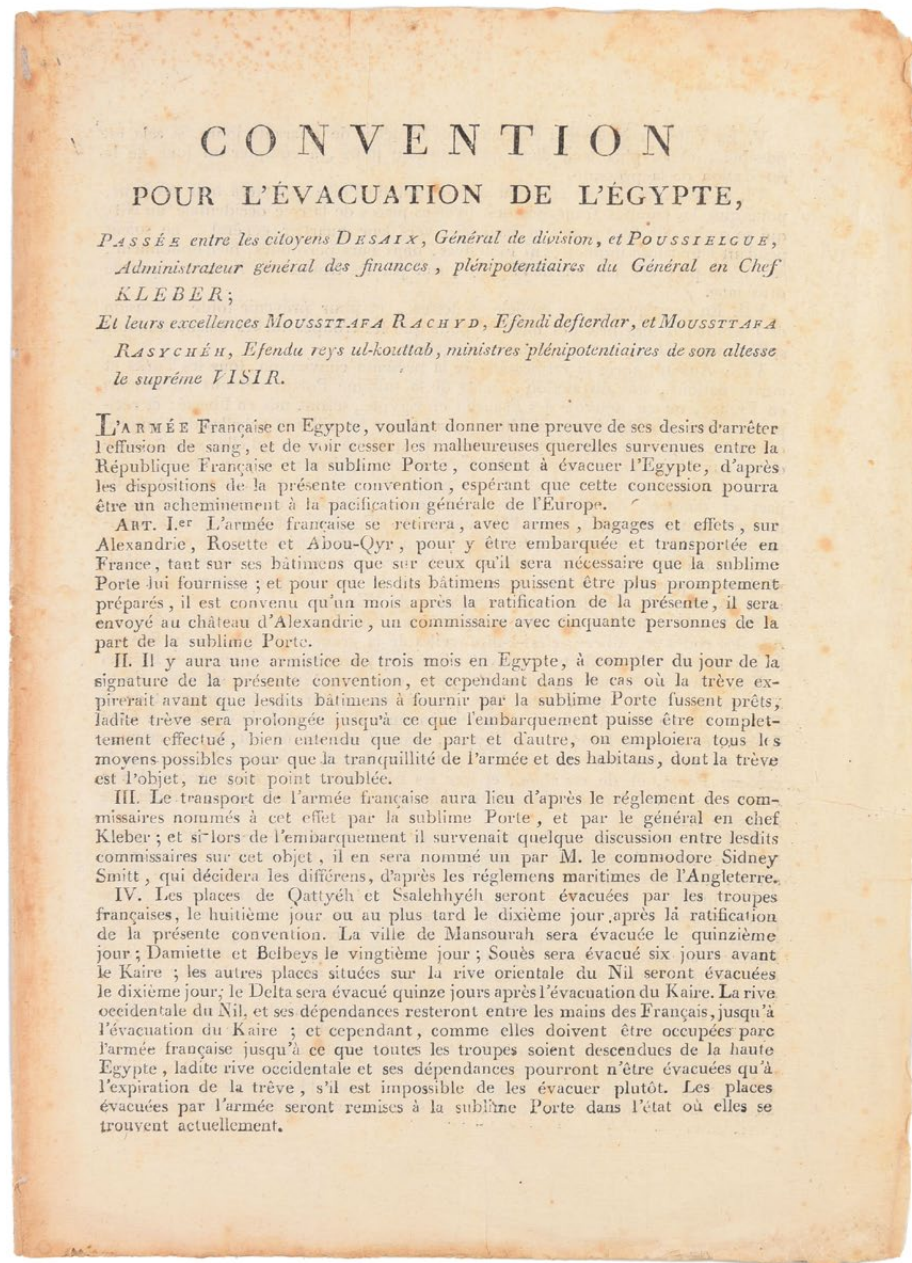 CONVENTION
POUR L'ÉVACUATION DE L'ÉGYPTE,
PASSÉE entre les citoyens DESAIX, Général de division, et POUSSIELGUE,
Administrateur général des finances, plénipotentiaires du Général en Chef
KLEBER;
Et leurs excellences MOUSSTTAFA RACHYD, Efendi defterdar, et MOUSSTTAFA
RASYCHÉH, Efendu reys ul-kouttab, ministres plénipotentiaires de son altesse
le suprême VISIR.
L'ARMÉE Française en Egypte, voulant donner une preuve de ses desirs d'arrêter
l'effusion de sang, et de voir cesser les malheureuses querelles survenues entre la
République Française et la sublime Porte, consent à évacuer l'Egypte, d'après
les dispositions de la présente convention, espérant que cette concession pourra
être un acheminement à la pacification générale de l'Europe.
ART. I.er L'armée française se retirera, avec armes, bagages et effets, sur
Alexandrie, Rosette et Abou-Qyr, pour y être embarquée et transportée en
France, tant sur ses bâtimens que sur ceux qu'il sera nécessaire que la sublime
Porte lui fournisse; et pour que lesdits bâtimens puissent être plus promptement
préparés, il est convenu qu'un mois après la ratification de la présente, il sera
envoyé au château d'Alexandrie, un commissaire avec cinquante personnes de la
part de la sublime Porte.
II. Il y aura une armistice de trois mois en Egypte, à compter du jour de la
signature de la présente convention, et cependant dans le cas où la trève ex-
pirerait avant que lesdits bâtimens à fournir par la sublime Porte fussent prêts,
ladite trève sera prolongée jusqu'à ce que l'embarquement puisse être complet-
tement effectué, bien entendu que de part et d'autre, on emploiera tous les
moyens possibles pour que la tranquillité de l'armée et des habitans, dont la trève
est l'objet, ne soit point troublée.
III. Le transport de l'armée française aura lieu d'après le réglement des com-
missaires nommés à cet effet par la sublime Porte, et par le général en chef
Kleber; et si lors de l'embarquement il survenait quelque discussion entre lesdits
commissaires sur cet objet, il en sera nommé un par M. le commodore Sidney
Smitt, qui décidera les différens, d'après les réglemens maritimes de l'Angleterre.
IV. Les places de Qattyéh et Ssalehhyéh seront évacuées par les troupes
françaises, le huitième jour ou au plus tard le dixième jour après la ratification
de la présente convention. La ville de Mansourah sera évacuée le quinzième
jour; Damiette et Belbeys le vingtième jour; Souès sera évacué six jours avant
le Kaire; les autres places situées sur la rive orientale du Nil seront évacuées
le dixième jour; le Delta sera évacué quinze jours après l'évacuation du Kaire. La rive
occidentale du Nil, et ses dépendances resteront entre les mains des Français, jusqu'à
l'évacuation du Kaire; et cependant, comme elles doivent être occupées parc
l'armée française jusqu'à ce que toutes les troupes soient descendues de la haute
Egypte, ladite rive occidentale et ses dépendances pourront n'être évacuées qu'à
l'expiration de la trêve, s'il est impossible de les évacuer plutôt. Les places
évacuées par l'armée seront remises à la sublime Porte dans l'état où elles se
trouvent actuellement.